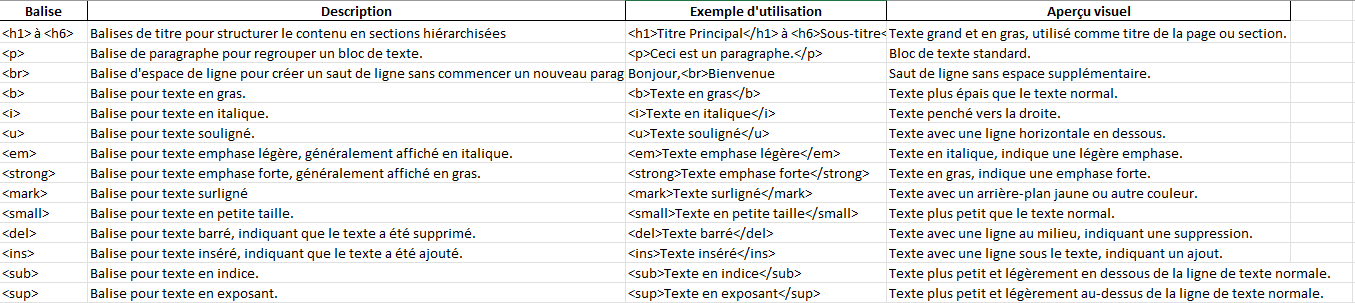 Balise Description Exemple d'utilisation Aperçu visuel
<h1> à <h6> Balises de titre pour structurer le contenu en sections hiérarchisées <h1>Titre Principal</h1> à <h6>Sous-titre< Texte grand et en gras, utilisé comme titre de la page ou section.
<p> Balise de paragraphe pour regrouper un bloc de texte. <p>Ceci est un paragraphe.</p> Bloc de texte standard.
<br> Balise d'espace de ligne pour créer un saut de ligne sans commencer un nouveau parag Bonjour,<br>Bienvenue Saut de ligne sans espace supplémentaire.
<b> Balise pour texte en gras. <b>Texte en gras</b> Texte plus épais que le texte normal.
<i> Balise pour texte en italique. <i>Texte en italique</i> Texte penché vers la droite.
<u> Balise pour texte souligné. <u>Texte souligné</u> Texte avec une ligne horizontale en dessous.
<em> Balise pour texte emphase légère, généralement affiché en italique. <em>Texte emphase légère</em> Texte en italique, indique une légère emphase.
<strong> Balise pour texte emphase forte, généralement affiché en gras. <strong>Texte emphase forte</strong> Texte en gras, indique une emphase forte.
<mark> Balise pour texte surligné <mark>Texte surligné</mark> Texte avec un arrière-plan jaune ou autre couleur.
<small> Balise pour texte en petite taille. <small>Texte en petite taille</small> Texte plus petit que le texte normal.
<del> Balise pour texte barré, indiquant que le texte a été supprimé. <del>Texte barré</del> Texte avec une ligne au milieu, indiquant une suppression.
<ins> Balise pour texte inséré, indiquant que le texte a été ajouté. <ins>Texte inséré</ins> Texte avec une ligne sous le texte, indiquant un ajout.
<sub> Balise pour texte en indice. <sub>Texte en indice</sub> Texte plus petit et légèrement en dessous de la ligne de texte normale.
<sup> Balise pour texte en exposant. <sup>Texte en exposant</sup> Texte plus petit et légèrement au-dessus de la ligne de texte normale.